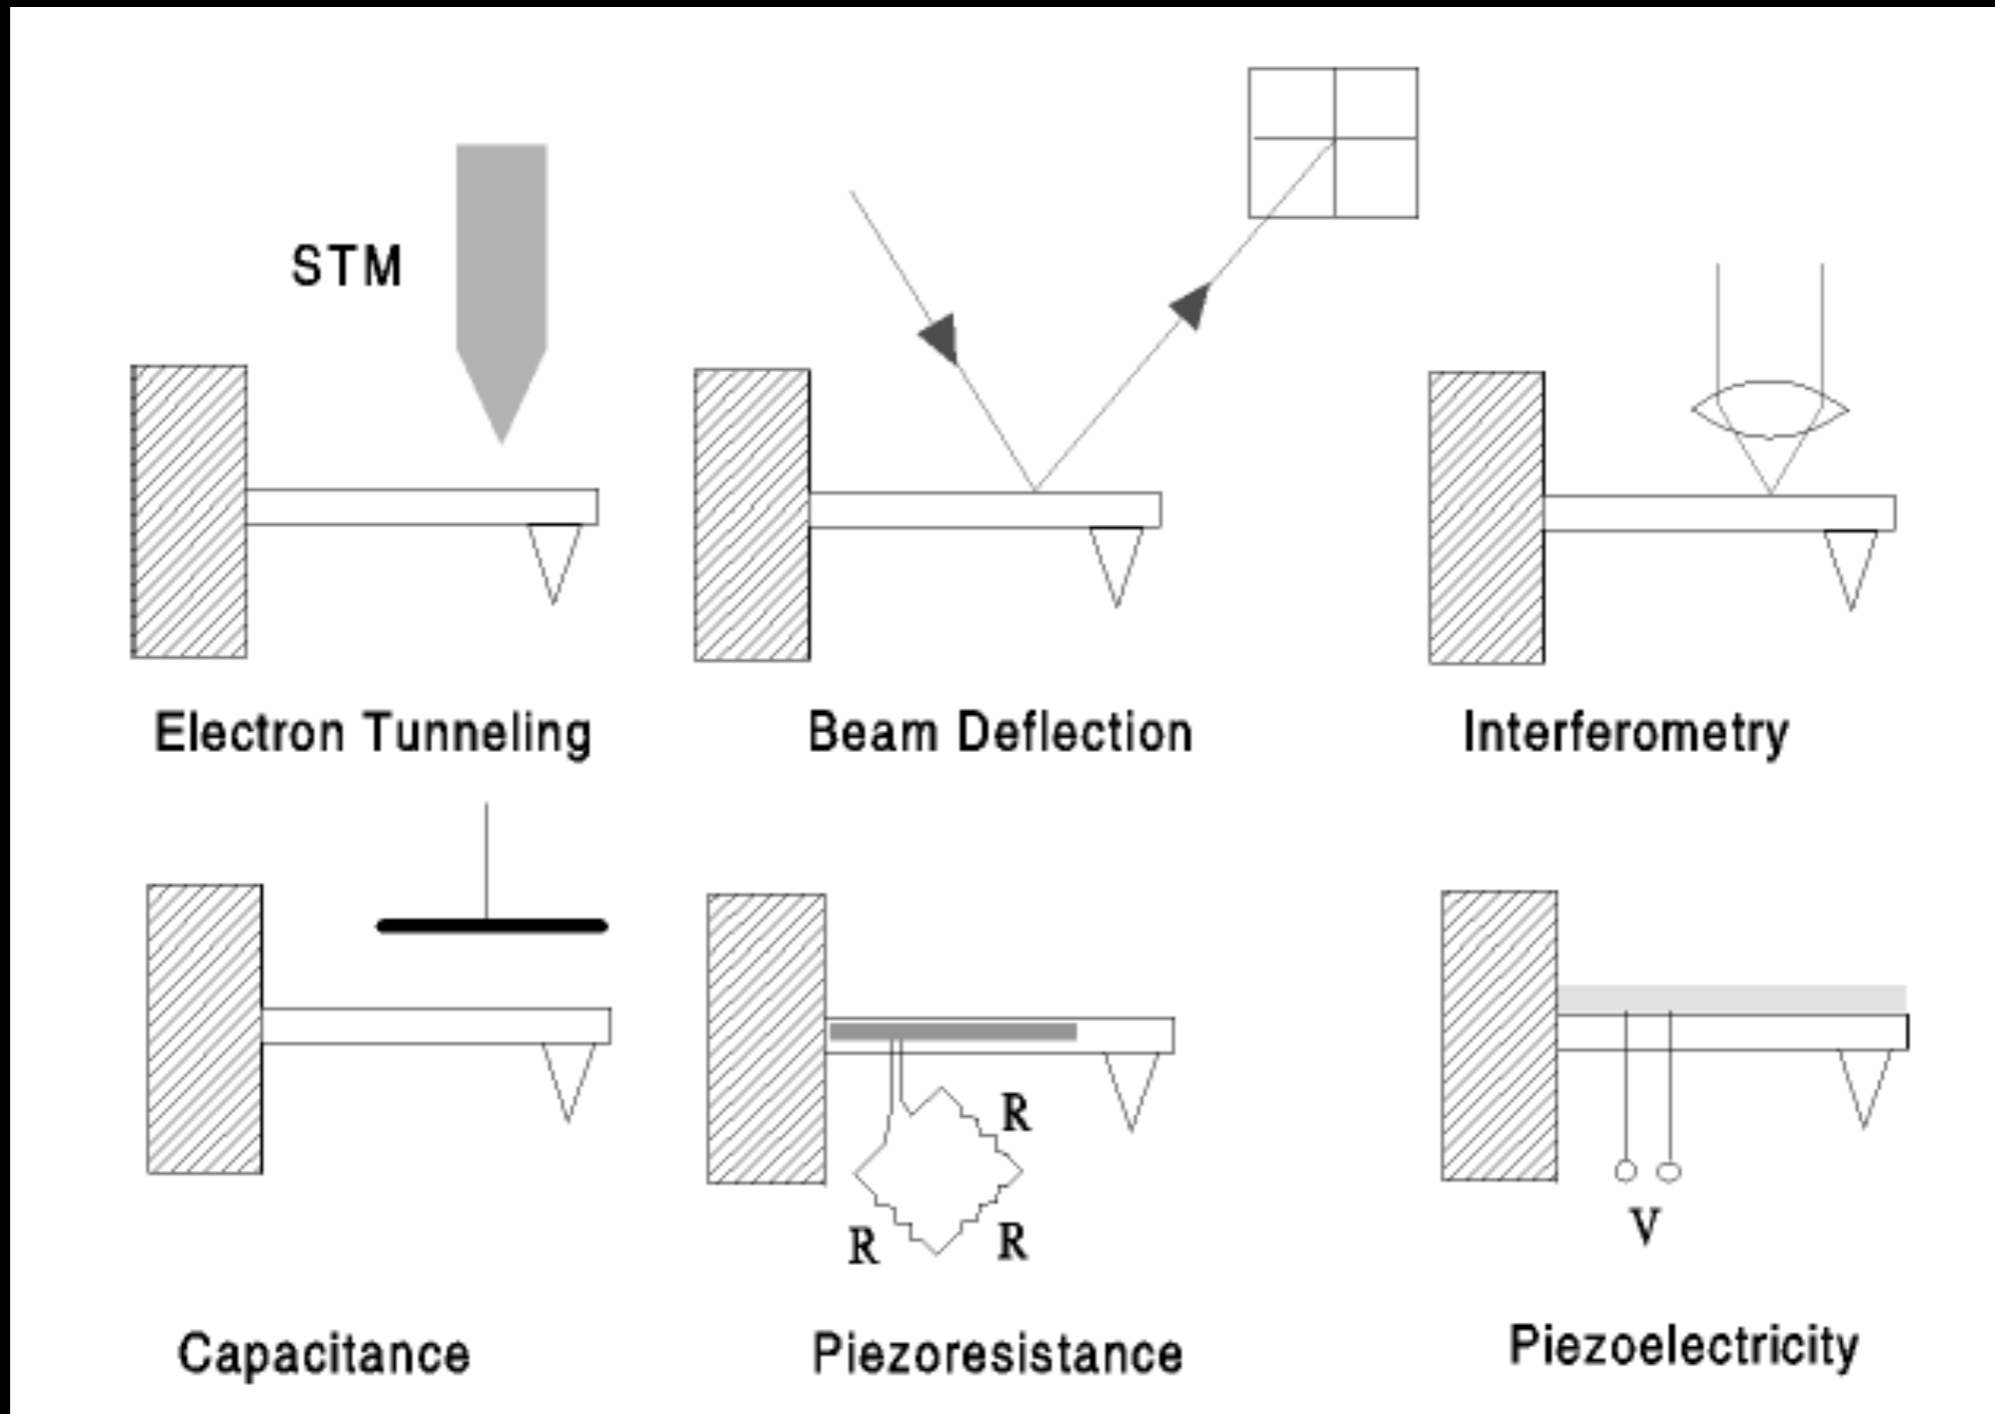 STM
Electron Tunneling
Beam Deflection
Interferometry
R
R
R
V
Capacitance
Piezoresistance
Piezoelectricity